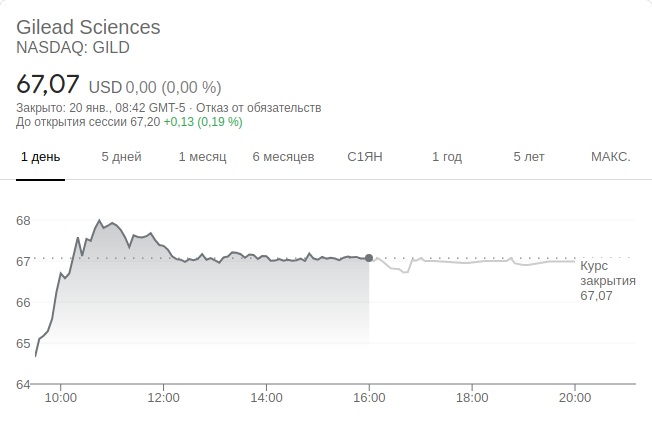 Gilead Sciences
NASDAQ: GILD
67,07 USD 0,00 (0,00 %)
Закрыто: 20 янв., 08:42 GMT-5 · Отказ от обязательств
До открытия сессии 67,20 +0,13 (0,19 %)
1 день 5 дней 1 месяц 6 месяцев С1ЯН 1 год 5 лет МАКС.
68
67
Курс
закрытия
67,07
66
65
64
10:00 12:00 14:00 16:00 18:00 20:00